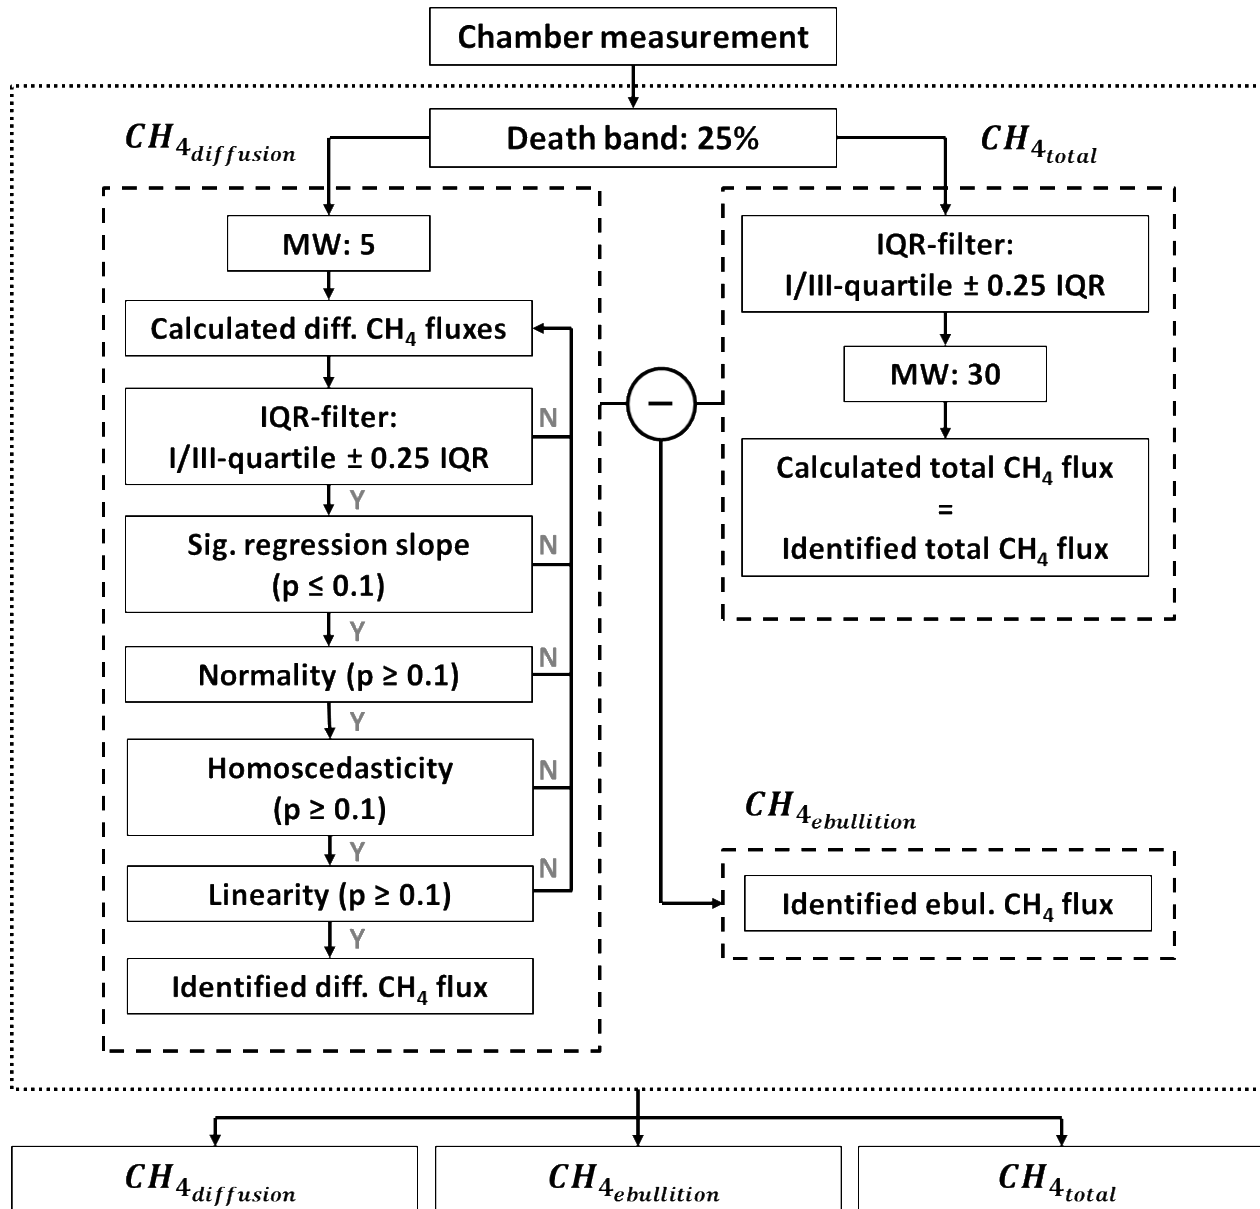 Chamber measurement
Death band: 25%
CH₄diffusion
CH₄total
MW: 5
Calculated diff. CH₄ fluxes
IQR-filter:
I/III-quartile ± 0.25 IQR
N
Y
Sig. regression slope
(p ≤ 0.1)
N
Y
Normality (p ≥ 0.1)
N
Y
Homoscedasticity
(p ≥ 0.1)
N
Y
Linearity (p ≥ 0.1)
N
Y
Identified diff. CH₄ flux
−
IQR-filter:
I/III-quartile ± 0.25 IQR
MW: 30
Calculated total CH₄ flux
=
Identified total CH₄ flux
CH₄ebullition
Identified ebul. CH₄ flux
CH₄diffusion
CH₄ebullition
CH₄total